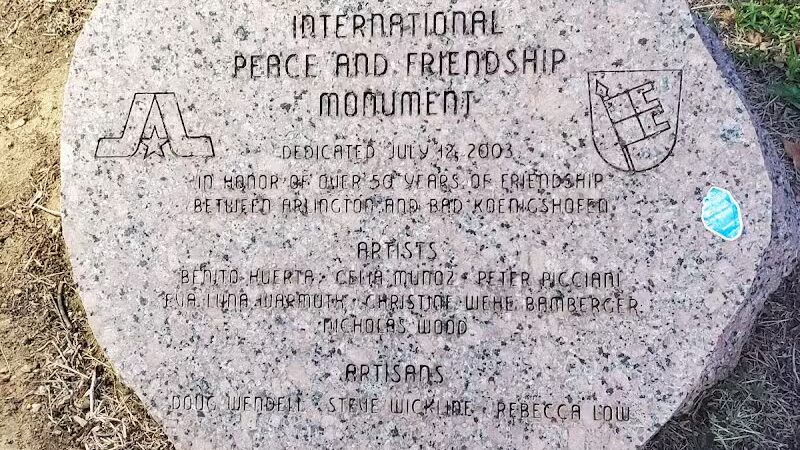 INTERNATIONAL
PEACE AND FRIENDSHIP
MONUMENT
DEDICATED JULY 12, 2003
IN HONOR OF OVER 50 YEARS OF FRIENDSHIP
BETWEEN ARLINGTON AND BAD KOENIGSHOFEN
ARTISTS
BENITO HUERTA · CELIA MUNOZ · PETER PICCIANI
EVA LUNA WARMUTH · CHRISTINE WEHE BAMBERGER
NICHOLAS WOOD
ARTISANS
DOUG WENDELL · STEVE WICKLINE · REBECCA LOW